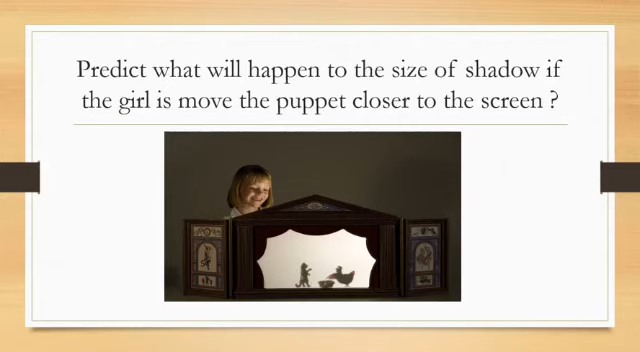 Predict what will happen to the size of shadow if
the girl is move the puppet closer to the screen ?